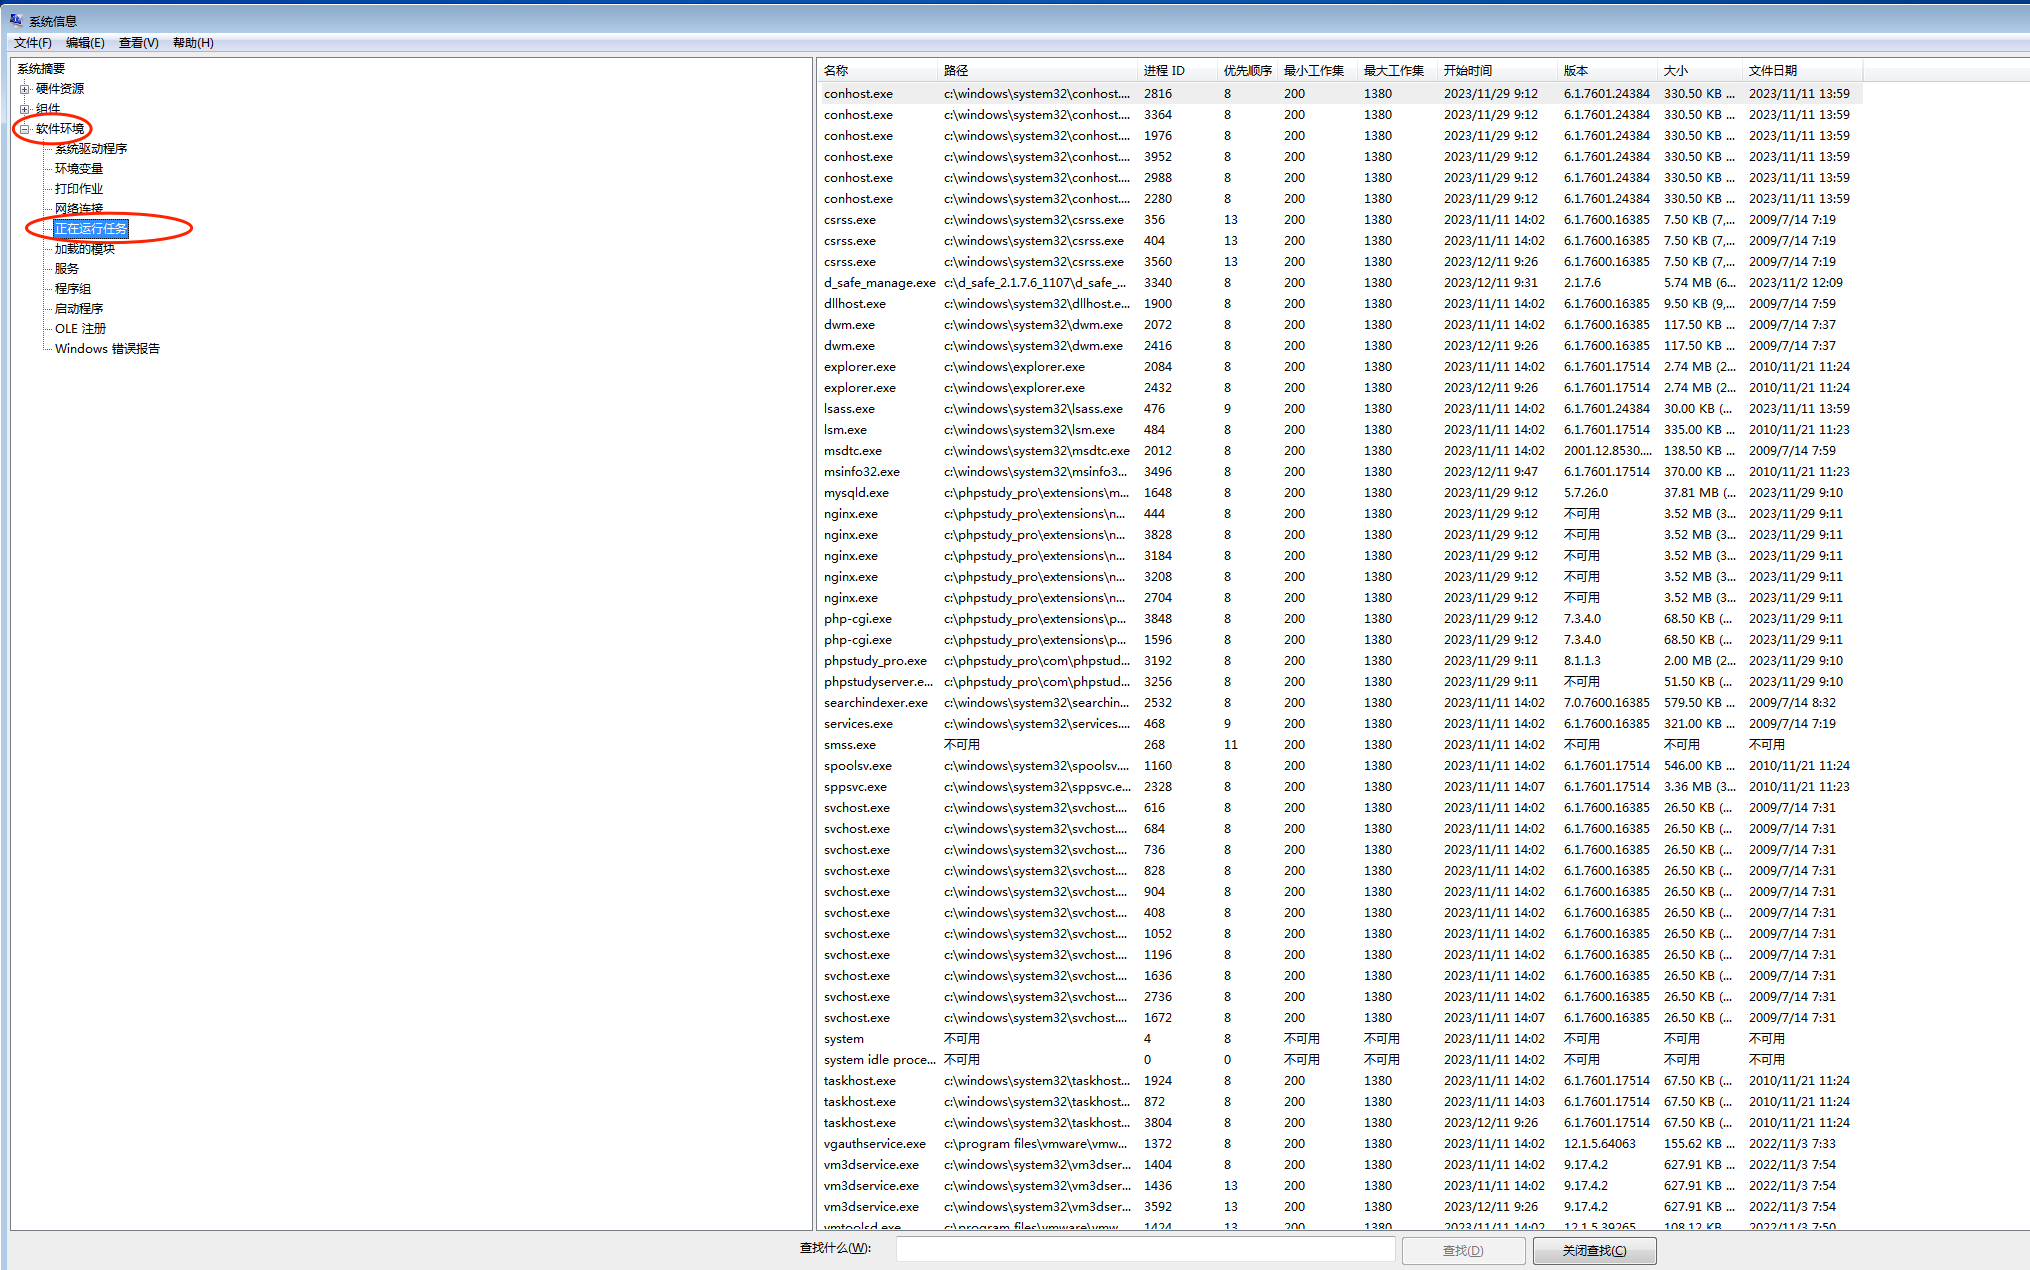 系统信息
文件(F) 编辑(E) 查看(V) 帮助(H)
系统摘要
硬件资源
组件
软件环境
系统驱动程序
环境变量
打印作业
网络连接
正在运行任务
加载的模块
服务
程序组
启动程序
OLE 注册
Windows 错误报告
名称 路径 进程 ID 优先顺序 最小工作集 最大工作集 开始时间 版本 大小 文件日期
conhost.exe c:\windows\system32\conhost.... 2816 8 200 1380 2023/11/29 9:12 6.1.7601.24384 330.50 KB ... 2023/11/11 13:59
conhost.exe c:\windows\system32\conhost.... 3364 8 200 1380 2023/11/29 9:12 6.1.7601.24384 330.50 KB ... 2023/11/11 13:59
conhost.exe c:\windows\system32\conhost.... 1976 8 200 1380 2023/11/29 9:12 6.1.7601.24384 330.50 KB ... 2023/11/11 13:59
conhost.exe c:\windows\system32\conhost.... 3952 8 200 1380 2023/11/29 9:12 6.1.7601.24384 330.50 KB ... 2023/11/11 13:59
conhost.exe c:\windows\system32\conhost.... 2988 8 200 1380 2023/11/29 9:12 6.1.7601.24384 330.50 KB ... 2023/11/11 13:59
conhost.exe c:\windows\system32\conhost.... 2280 8 200 1380 2023/11/29 9:12 6.1.7601.24384 330.50 KB ... 2023/11/11 13:59
csrss.exe c:\windows\system32\csrss.exe 356 13 200 1380 2023/11/11 14:02 6.1.7600.16385 7.50 KB (7,... 2009/7/14 7:19
csrss.exe c:\windows\system32\csrss.exe 404 13 200 1380 2023/11/11 14:02 6.1.7600.16385 7.50 KB (7,... 2009/7/14 7:19
csrss.exe c:\windows\system32\csrss.exe 3560 13 200 1380 2023/12/11 9:26 6.1.7600.16385 7.50 KB (7,... 2009/7/14 7:19
d_safe_manage.exe c:\d_safe_2.1.7.6_1107\d_safe_... 3340 8 200 1380 2023/12/11 9:31 2.1.7.6 5.74 MB (6... 2023/11/2 12:09
dllhost.exe c:\windows\system32\dllhost.e... 1900 8 200 1380 2023/11/11 14:02 6.1.7600.16385 9.50 KB (9,... 2009/7/14 7:59
dwm.exe c:\windows\system32\dwm.exe 2072 8 200 1380 2023/11/11 14:02 6.1.7600.16385 117.50 KB ... 2009/7/14 7:37
dwm.exe c:\windows\system32\dwm.exe 2416 8 200 1380 2023/12/11 9:26 6.1.7600.16385 117.50 KB ... 2009/7/14 7:37
explorer.exe c:\windows\explorer.exe 2084 8 200 1380 2023/11/11 14:02 6.1.7601.17514 2.74 MB (2... 2010/11/21 11:24
explorer.exe c:\windows\explorer.exe 2432 8 200 1380 2023/12/11 9:26 6.1.7601.17514 2.74 MB (2... 2010/11/21 11:24
lsass.exe c:\windows\system32\lsass.exe 476 9 200 1380 2023/11/11 14:02 6.1.7601.24384 30.00 KB (... 2023/11/11 13:59
lsm.exe c:\windows\system32\lsm.exe 484 8 200 1380 2023/11/11 14:02 6.1.7601.17514 335.00 KB ... 2010/11/21 11:23
msdtc.exe c:\windows\system32\msdtc.exe 2012 8 200 1380 2023/11/11 14:02 2001.12.8530.... 138.50 KB ... 2009/7/14 7:59
msinfo32.exe c:\windows\system32\msinfo3... 3496 8 200 1380 2023/12/11 9:47 6.1.7601.17514 370.00 KB ... 2010/11/21 11:23
mysqld.exe c:\phpstudy_pro\extensions\m... 1648 8 200 1380 2023/11/29 9:12 5.7.26.0 37.81 MB (... 2023/11/29 9:10
nginx.exe c:\phpstudy_pro\extensions\n... 444 8 200 1380 2023/11/29 9:12 不可用 3.52 MB (3... 2023/11/29 9:11
nginx.exe c:\phpstudy_pro\extensions\n... 3828 8 200 1380 2023/11/29 9:12 不可用 3.52 MB (3... 2023/11/29 9:11
nginx.exe c:\phpstudy_pro\extensions\n... 3184 8 200 1380 2023/11/29 9:12 不可用 3.52 MB (3... 2023/11/29 9:11
nginx.exe c:\phpstudy_pro\extensions\n... 3208 8 200 1380 2023/11/29 9:12 不可用 3.52 MB (3... 2023/11/29 9:11
nginx.exe c:\phpstudy_pro\extensions\n... 2704 8 200 1380 2023/11/29 9:12 不可用 3.52 MB (3... 2023/11/29 9:11
php-cgi.exe c:\phpstudy_pro\extensions\p... 3848 8 200 1380 2023/11/29 9:12 7.3.4.0 68.50 KB (... 2023/11/29 9:11
php-cgi.exe c:\phpstudy_pro\extensions\p... 1596 8 200 1380 2023/11/29 9:12 7.3.4.0 68.50 KB (... 2023/11/29 9:11
phpstudy_pro.exe c:\phpstudy_pro\com\phpstud... 3192 8 200 1380 2023/11/29 9:11 8.1.1.3 2.00 MB (2... 2023/11/29 9:10
phpstudyserver.e... c:\phpstudy_pro\com\phpstud... 3256 8 200 1380 2023/11/29 9:11 不可用 51.50 KB (... 2023/11/29 9:10
searchindexer.exe c:\windows\system32\searchin... 2532 8 200 1380 2023/11/11 14:02 7.0.7600.16385 579.50 KB ... 2009/7/14 8:32
services.exe c:\windows\system32\services.... 468 9 200 1380 2023/11/11 14:02 6.1.7600.16385 321.00 KB ... 2009/7/14 7:19
smss.exe 不可用 268 11 200 1380 2023/11/11 14:02 不可用 不可用 不可用
spoolsv.exe c:\windows\system32\spoolsv.... 1160 8 200 1380 2023/11/11 14:02 6.1.7601.17514 546.00 KB ... 2010/11/21 11:24
sppsvc.exe c:\windows\system32\sppsvc.e... 2328 8 200 1380 2023/11/11 14:07 6.1.7601.17514 3.36 MB (3... 2010/11/21 11:23
svchost.exe c:\windows\system32\svchost.... 616 8 200 1380 2023/11/11 14:02 6.1.7600.16385 26.50 KB (... 2009/7/14 7:31
svchost.exe c:\windows\system32\svchost.... 684 8 200 1380 2023/11/11 14:02 6.1.7600.16385 26.50 KB (... 2009/7/14 7:31
svchost.exe c:\windows\system32\svchost.... 736 8 200 1380 2023/11/11 14:02 6.1.7600.16385 26.50 KB (... 2009/7/14 7:31
svchost.exe c:\windows\system32\svchost.... 828 8 200 1380 2023/11/11 14:02 6.1.7600.16385 26.50 KB (... 2009/7/14 7:31
svchost.exe c:\windows\system32\svchost.... 904 8 200 1380 2023/11/11 14:02 6.1.7600.16385 26.50 KB (... 2009/7/14 7:31
svchost.exe c:\windows\system32\svchost.... 408 8 200 1380 2023/11/11 14:02 6.1.7600.16385 26.50 KB (... 2009/7/14 7:31
svchost.exe c:\windows\system32\svchost.... 1052 8 200 1380 2023/11/11 14:02 6.1.7600.16385 26.50 KB (... 2009/7/14 7:31
svchost.exe c:\windows\system32\svchost.... 1196 8 200 1380 2023/11/11 14:02 6.1.7600.16385 26.50 KB (... 2009/7/14 7:31
svchost.exe c:\windows\system32\svchost.... 1636 8 200 1380 2023/11/11 14:02 6.1.7600.16385 26.50 KB (... 2009/7/14 7:31
svchost.exe c:\windows\system32\svchost.... 2736 8 200 1380 2023/11/11 14:02 6.1.7600.16385 26.50 KB (... 2009/7/14 7:31
svchost.exe c:\windows\system32\svchost.... 1672 8 200 1380 2023/11/11 14:07 6.1.7600.16385 26.50 KB (... 2009/7/14 7:31
system 不可用 4 8 不可用 不可用 2023/11/11 14:02 不可用 不可用 不可用
system idle proce... 不可用 0 0 不可用 不可用 2023/11/11 14:02 不可用 不可用 不可用
taskhost.exe c:\windows\system32\taskhost... 1924 8 200 1380 2023/11/11 14:02 6.1.7601.17514 67.50 KB (... 2010/11/21 11:24
taskhost.exe c:\windows\system32\taskhost... 872 8 200 1380 2023/11/11 14:03 6.1.7601.17514 67.50 KB (... 2010/11/21 11:24
taskhost.exe c:\windows\system32\taskhost... 3804 8 200 1380 2023/12/11 9:26 6.1.7601.17514 67.50 KB (... 2010/11/21 11:24
vgauthservice.exe c:\program files\vmware\vmw... 1372 8 200 1380 2023/11/11 14:02 12.1.5.64063 155.62 KB ... 2022/11/3 7:33
vm3dservice.exe c:\windows\system32\vm3dser... 1404 8 200 1380 2023/11/11 14:02 9.17.4.2 627.91 KB ... 2022/11/3 7:54
vm3dservice.exe c:\windows\system32\vm3dser... 1436 13 200 1380 2023/11/11 14:02 9.17.4.2 627.91 KB ... 2022/11/3 7:54
vm3dservice.exe c:\windows\system32\vm3dser... 3592 13 200 1380 2023/12/11 9:26 9.17.4.2 627.91 KB ... 2022/11/3 7:54
vmtoolsd.exe c:\program files\vmware\vmw... 1424 13 200 1380 2023/11/11 14:02 12.1.5.39265 108.12 KB ... 2022/11/3 7:50
查找什么(W): 查找(D) 关闭查找(C)